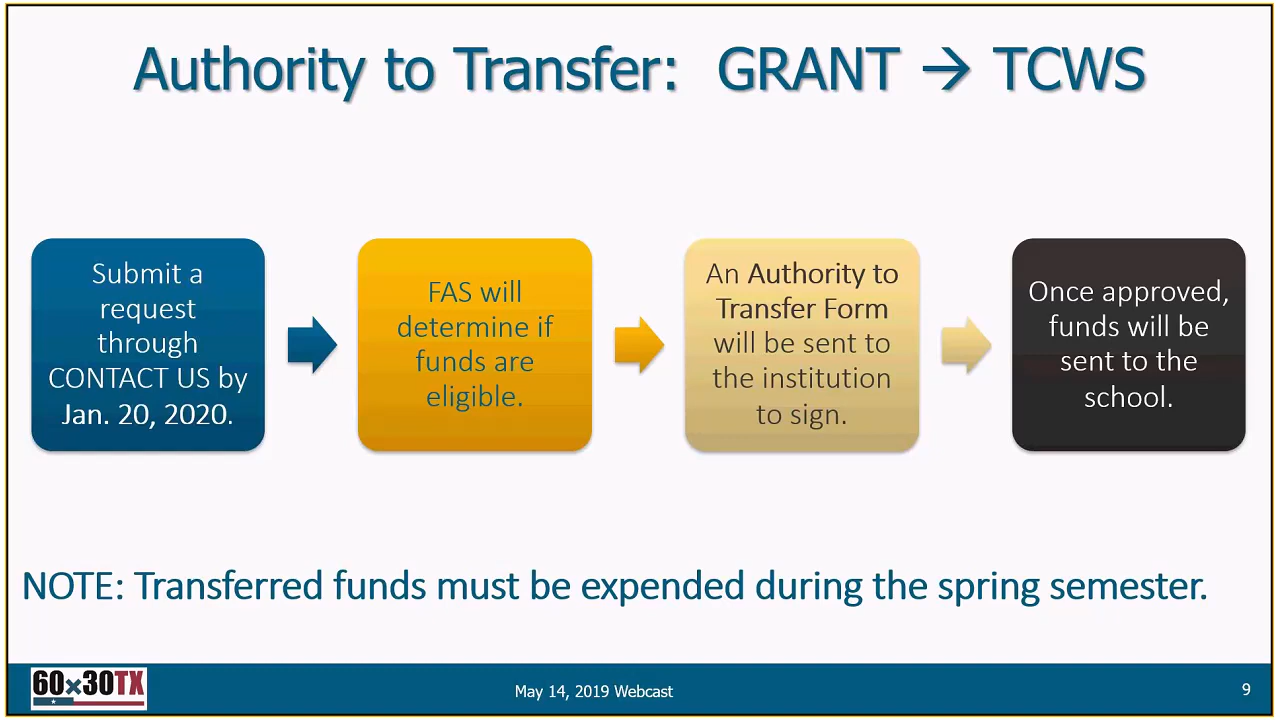 Authority to Transfer: GRANT → TCWS
Submit a
request
through
CONTACT US by
Jan. 20, 2020.
FAS will
determine if
funds are
eligible.
An Authority to
Transfer Form
will be sent to
the institution
to sign.
Once approved,
funds will be
sent to the
school.
NOTE: Transferred funds must be expended during the spring semester.
60x30TX
May 14, 2019 Webcast
9